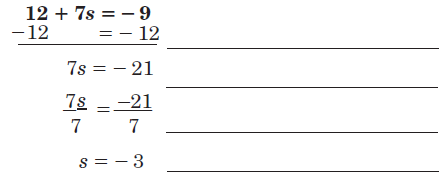 12 + 7s = – 9
–12 = – 12
7s = – 21
7s/7 = –21/7
s = – 3